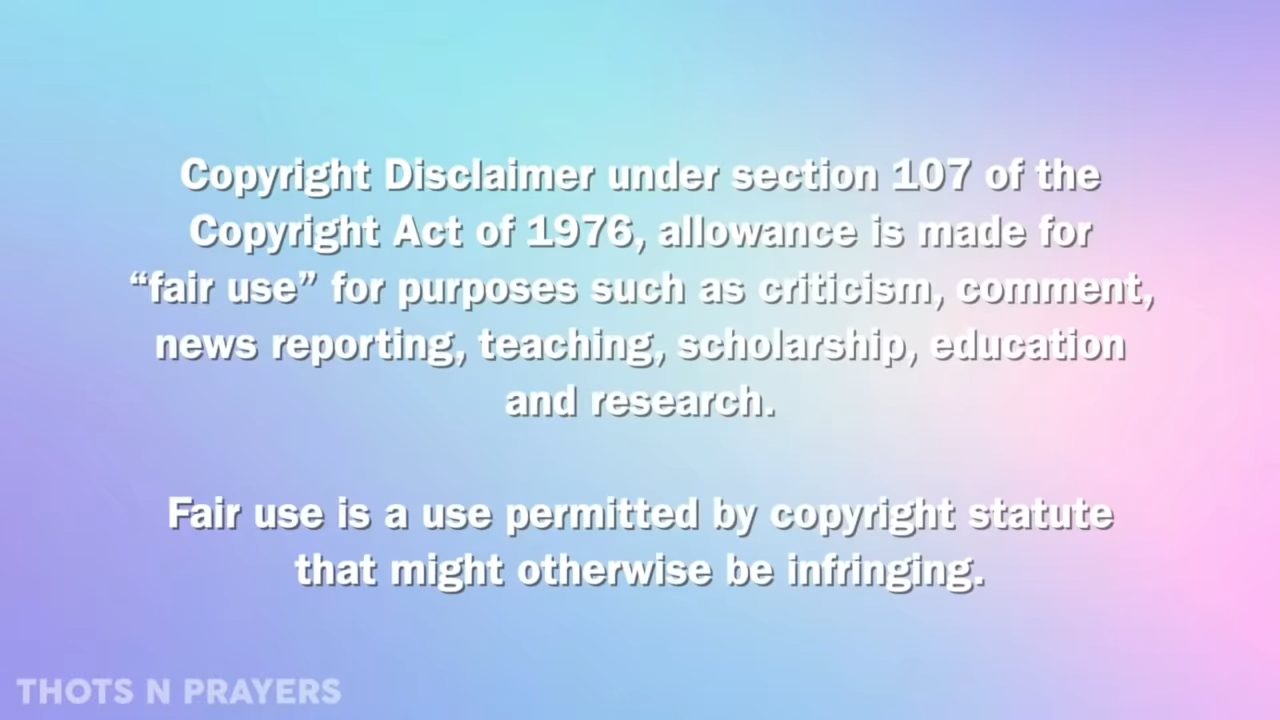 Copyright Disclaimer under section 107 of the
Copyright Act of 1976, allowance is made for
“fair use” for purposes such as criticism, comment,
news reporting, teaching, scholarship, education
and research.
Fair use is a use permitted by copyright statute
that might otherwise be infringing.
THOTS N PRAYERS